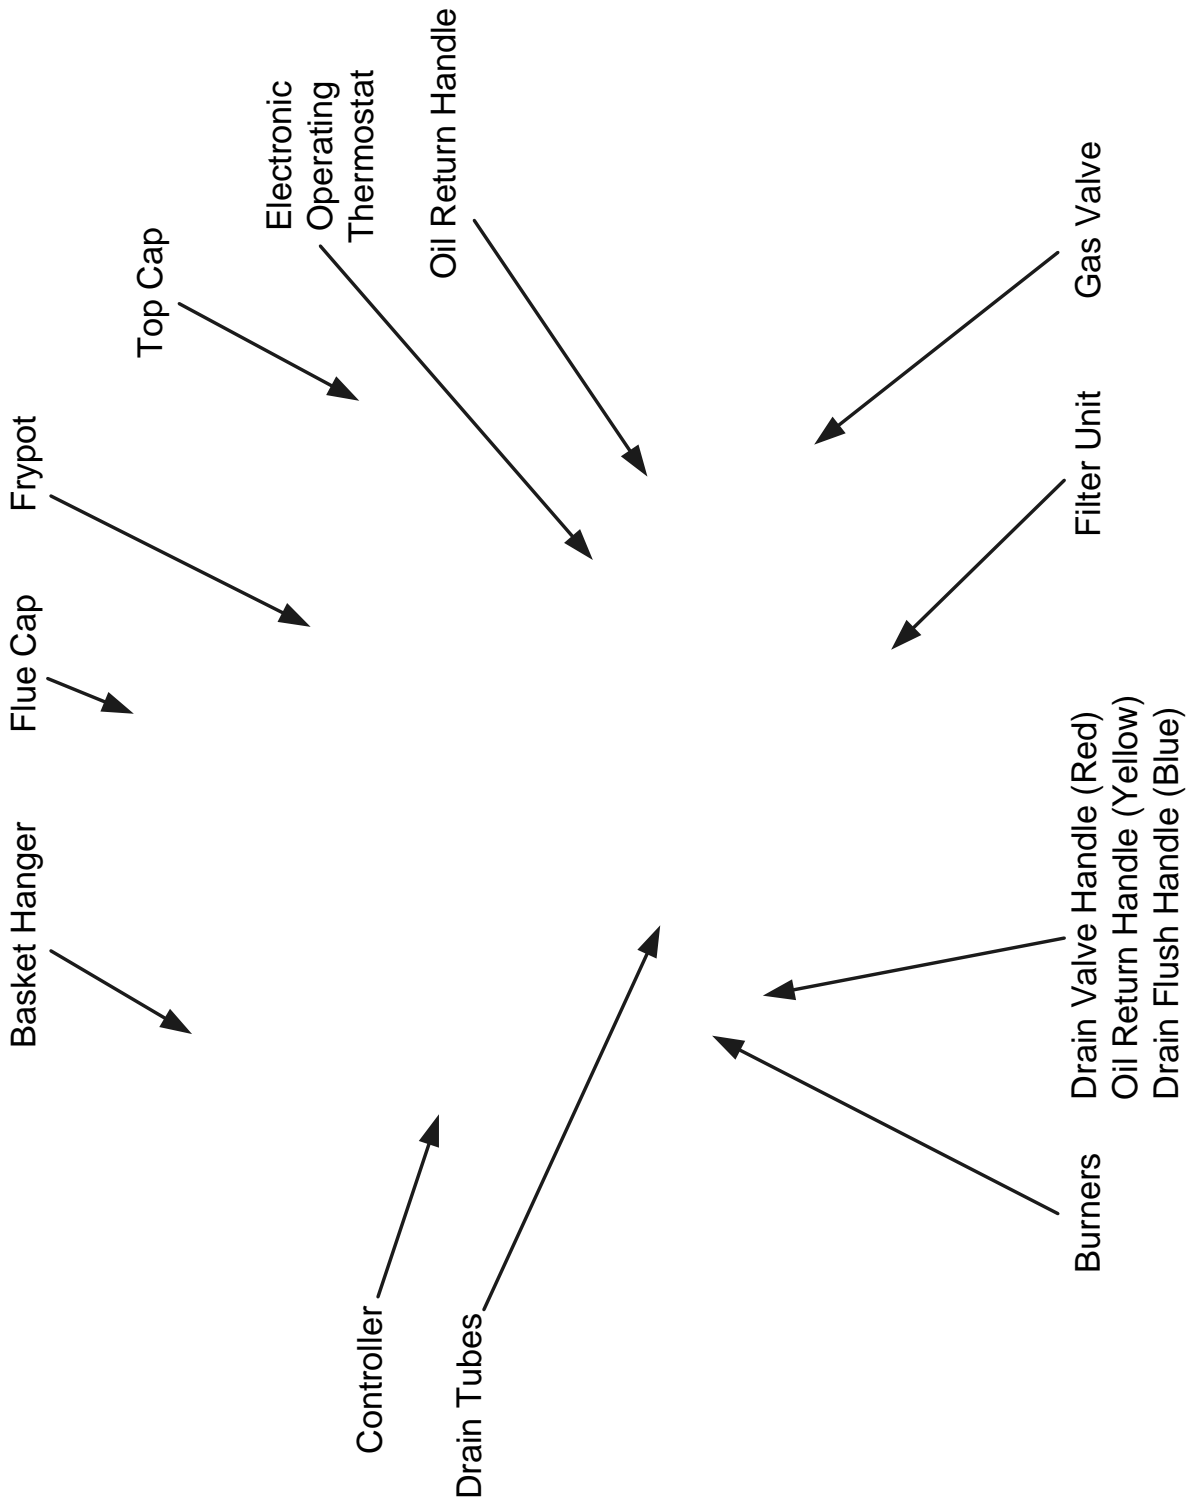 Basket Hanger
Flue Cap
Frypot
Top Cap
Electronic
Operating
Thermostat
Controller
Oil Return Handle
Drain Tubes
Burners
Drain Valve Handle (Red)
Oil Return Handle (Yellow)
Drain Flush Handle (Blue)
Filter Unit
Gas Valve